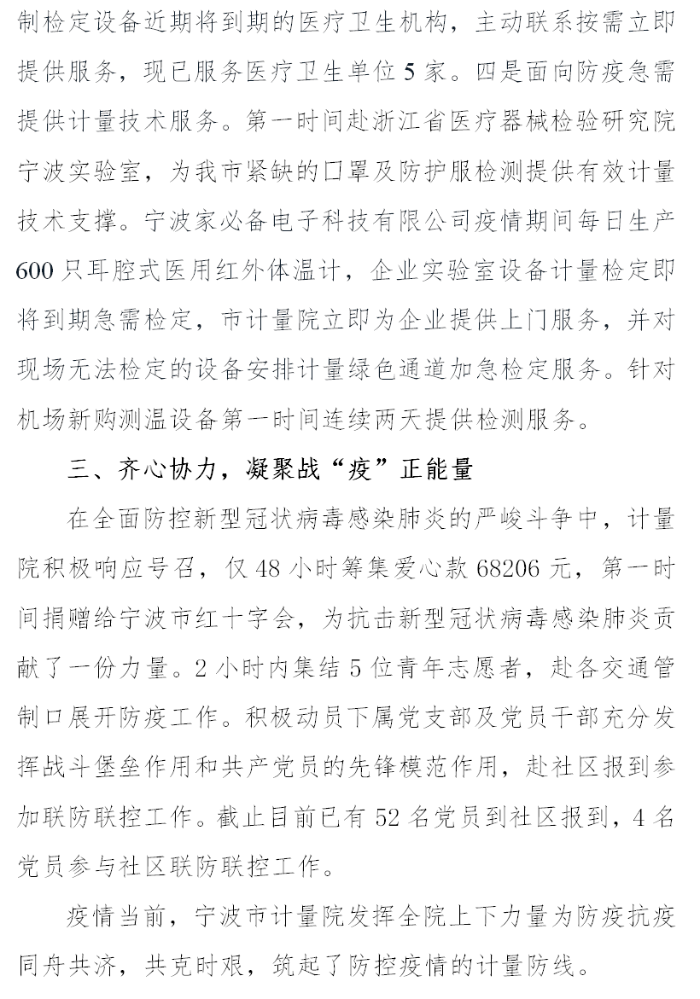 制检定设备近期将到期的医疗卫生机构，主动联系按需立即
提供服务，现已服务医疗卫生单位 5 家。四是面向防疫急需
提供计量技术服务。第一时间赴浙江省医疗器械检验研究院
宁波实验室，为我市紧缺的口罩及防护服检测提供有效计量
技术支撑。宁波家必备电子科技有限公司疫情期间每日生产
600 只耳腔式医用红外体温计，企业实验室设备计量检定即
将到期急需检定，市计量院立即为企业提供上门服务，并对
现场无法检定的设备安排计量绿色通道加急检定服务。针对
机场新购测温设备第一时间连续两天提供检测服务。
三、齐心协力，凝聚战“疫”正能量
在全面防控新型冠状病毒感染肺炎的严峻斗争中，计量
院积极响应号召，仅 48 小时筹集爱心款 68206 元，第一时
间捐赠给宁波市红十字会，为抗击新型冠状病毒感染肺炎贡
献了一份力量。2 小时内集结 5 位青年志愿者，赴各交通管
制口展开防疫工作。积极动员下属党支部及党员干部充分发
挥战斗堡垒作用和共产党员的先锋模范作用，赴社区报到参
加联防联控工作。截止目前已有 52 名党员到社区报到，4 名
党员参与社区联防联控工作。
疫情当前，宁波市计量院发挥全院上下力量为防疫抗疫
同舟共济，共克时艰，筑起了防控疫情的计量防线。